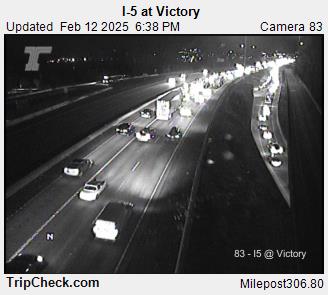 I-5 at Victory
Updated Feb 12 2025 6:38 PM Camera 83
T
N
83 - I5 @ Victory
TripCheck.com Milepost306.80